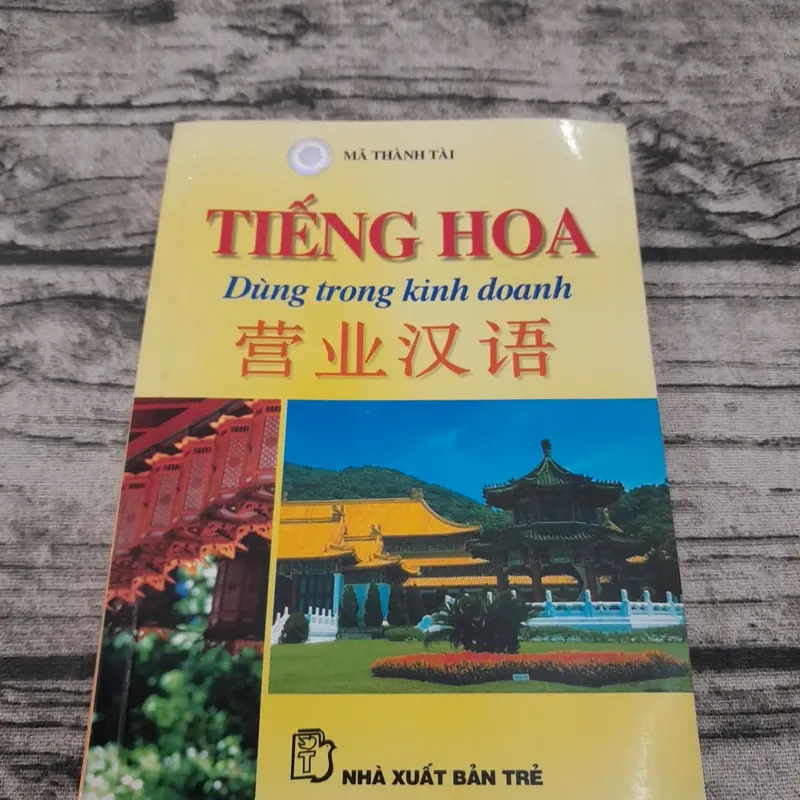 MÃ THÀNH TÀI
TIẾNG HOA
Dùng trong kinh doanh
营业汉语
T
NHÀ XUẤT BẢN TRẺ